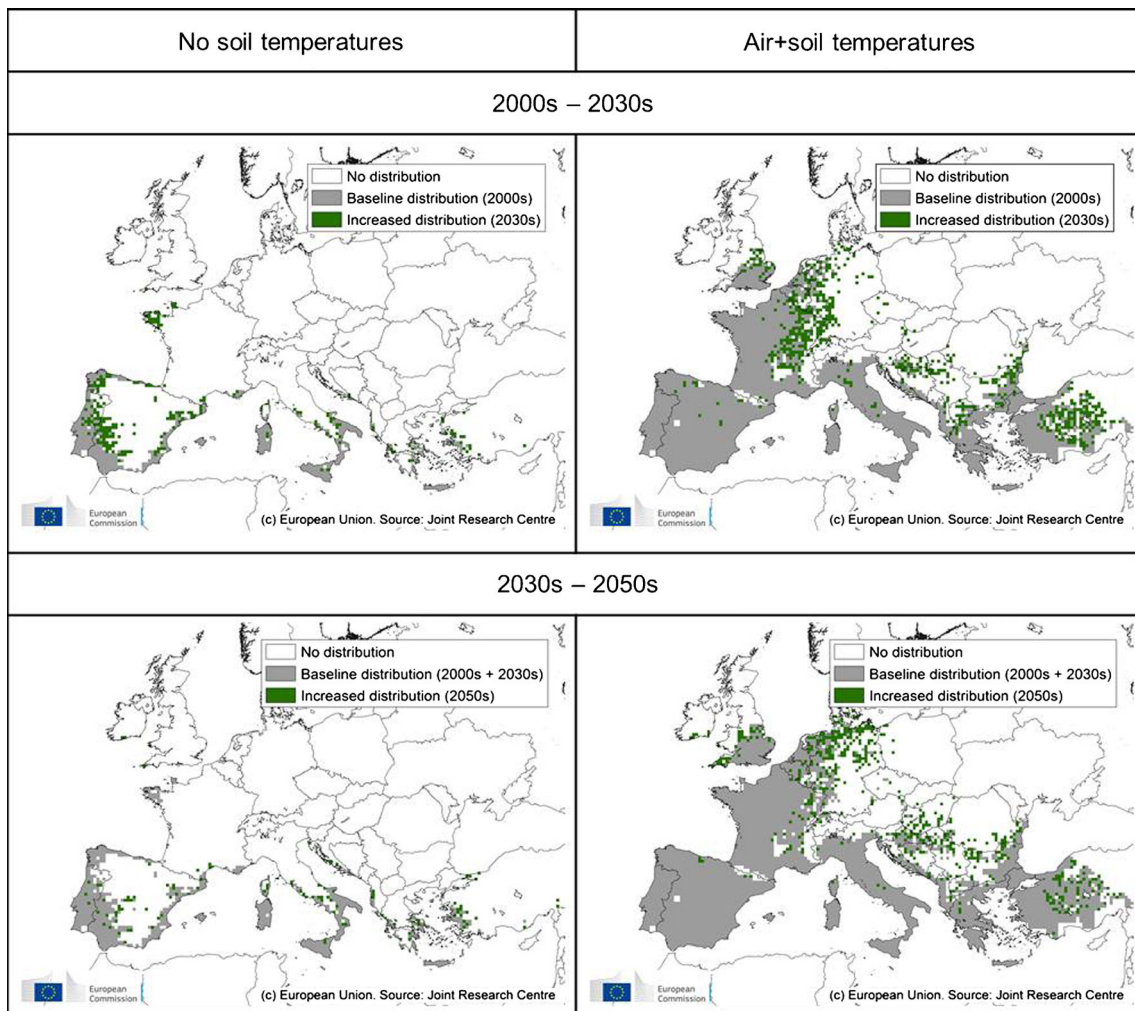 No soil temperatures
Air+soil temperatures
2000s – 2030s
No distribution
Baseline distribution (2000s)
Increased distribution (2030s)
European
Commission
(c) European Union. Source: Joint Research Centre
No distribution
Baseline distribution (2000s)
Increased distribution (2030s)
European
Commission
(c) European Union. Source: Joint Research Centre
2030s – 2050s
No distribution
Baseline distribution (2000s + 2030s)
Increased distribution (2050s)
European
Commission
(c) European Union. Source: Joint Research Centre
No distribution
Baseline distribution (2000s + 2030s)
Increased distribution (2050s)
European
Commission
(c) European Union. Source: Joint Research Centre